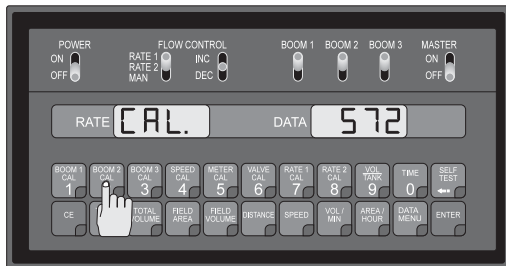 POWER FLOW CONTROL BOOM 1 BOOM 2 BOOM 3 MASTER
ON RATE 1 INC ON
RATE 2
OFF MAN DEC OFF
RATE CAL. DATA 572
BOOM 1 CAL 1
BOOM 2 CAL
BOOM 3 CAL 3
SPEED CAL 4
METER CAL 5
VALVE CAL 6
RATE 1 CAL 7
RATE 2 CAL 8
VOL TANK 9
TIME 0
SELF TEST
CE
TOTAL VOLUME
FIELD AREA
FIELD VOLUME
DISTANCE
SPEED
VOL / MIN
AREA / HOUR
DATA MENU
ENTER